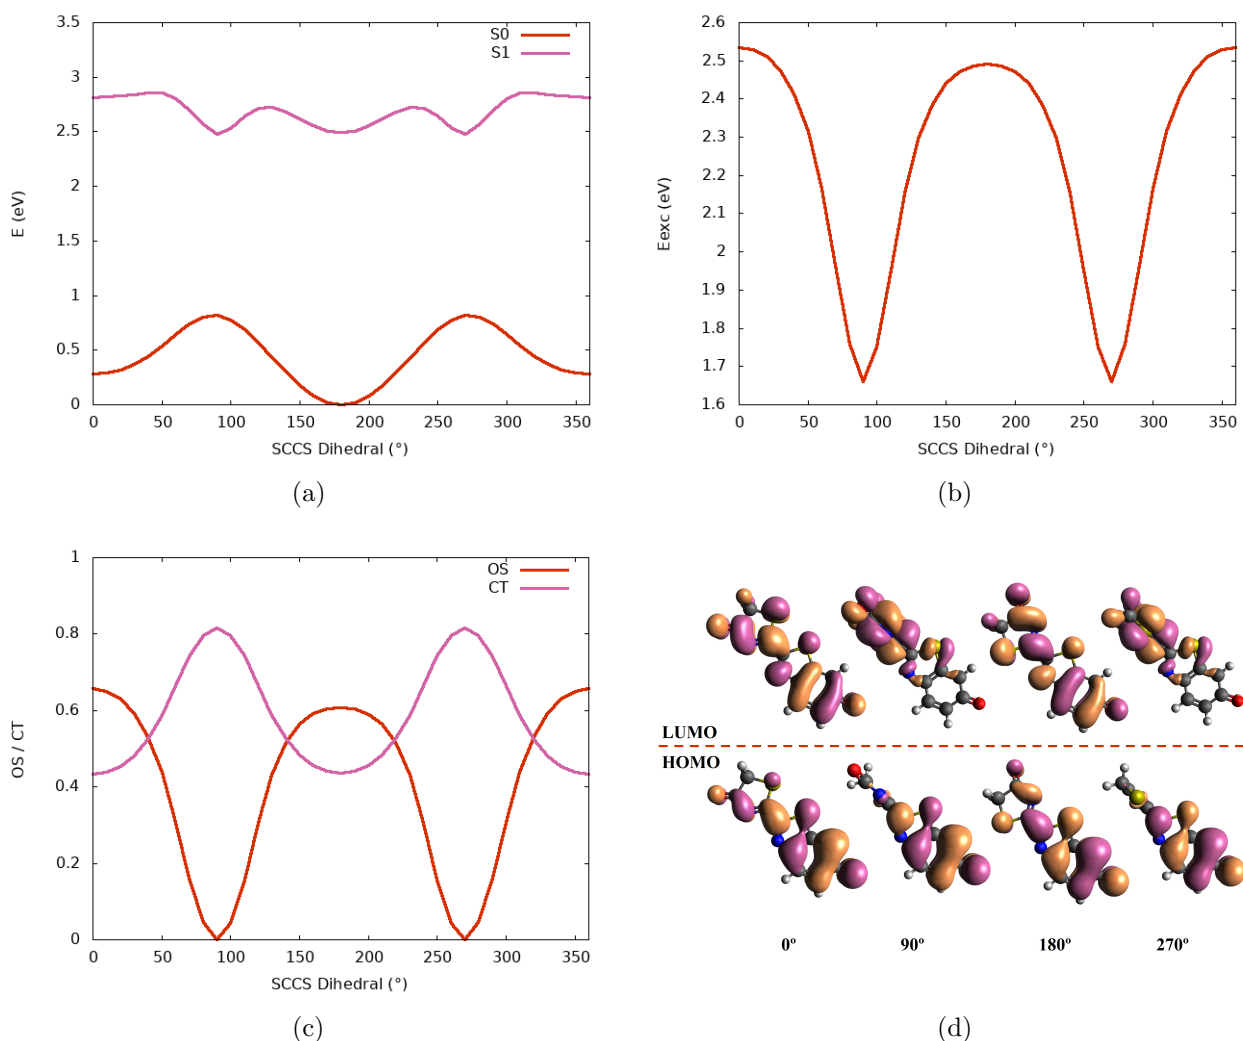 3.5
3
2.5
2
1.5
1
0.5
0
E (eV)
S0
S1
0 50 100 150 200 250 300 350
SCCS Dihedral (°)
(a)
2.6
2.5
2.4
2.3
2.2
2.1
2
1.9
1.8
1.7
1.6
Eexc (eV)
0 50 100 150 200 250 300 350
SCCS Dihedral (°)
(b)
1
0.8
0.6
0.4
0.2
0
OS / CT
OS
CT
0 50 100 150 200 250 300 350
SCCS Dihedral (°)
(c)
LUMO
HOMO
0º 90º 180º 270º
(d)